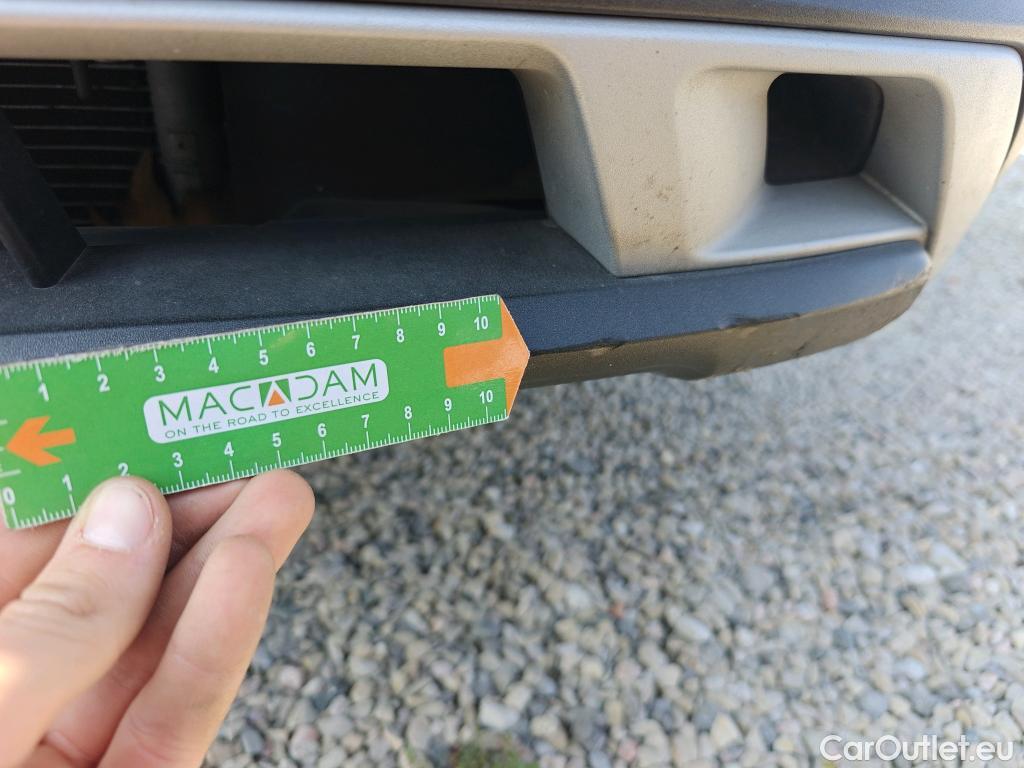 1 2 3 4 5 6 7 8 9 10
MACADAM
ON THE ROAD TO EXCELLENCE
0 1 2 3 4 5 6 7 8 9 10
CarOutlet.eu